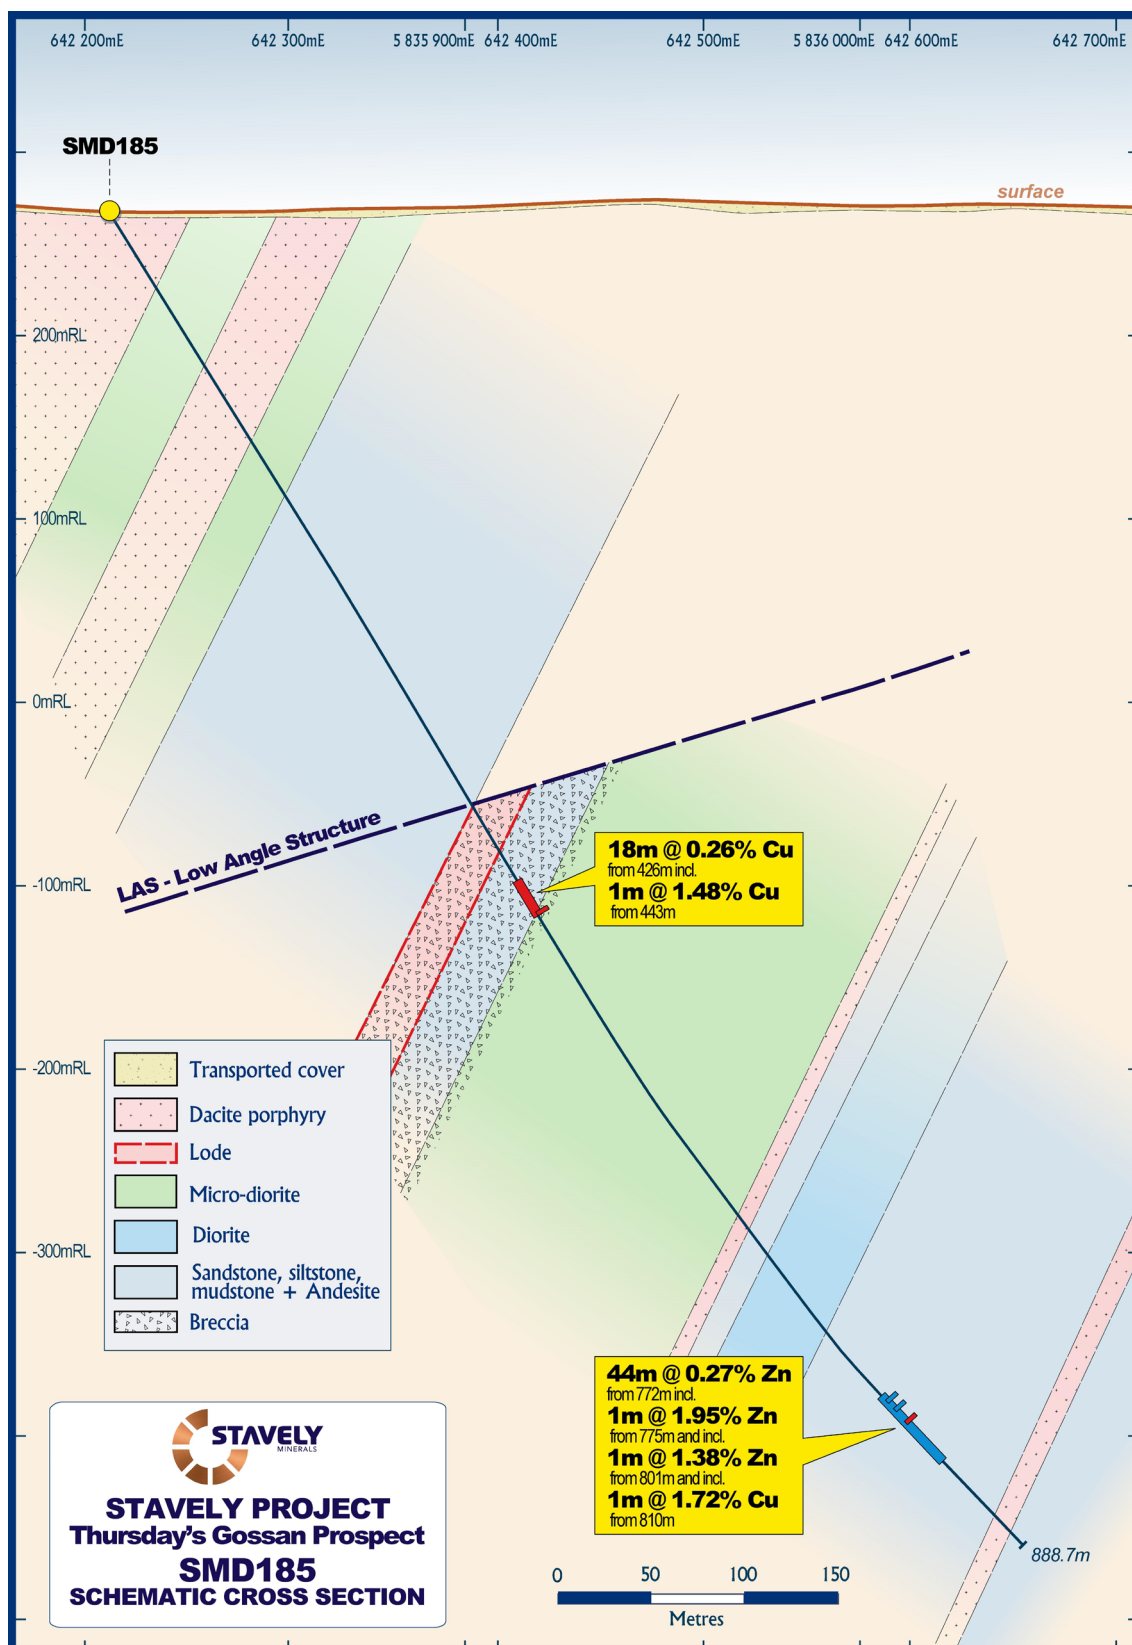 642 200mE 642 300mE 5 835 900mE 642 400mE 642 500mE 5 836 000mE 642 600mE 642 700mE
SMD185
surface
200mRL
100mRL
0mRL
LAS - Low Angle Structure
18m @ 0.26% Cu
from 426m incl.
1m @ 1.48% Cu
from 443m
-100mRL
-200mRL
Transported cover
Dacite porphyry
Lode
Micro-diorite
Diorite
Sandstone, siltstone,
mudstone + Andesite
Breccia
-300mRL
44m @ 0.27% Zn
from 772m incl.
1m @ 1.95% Zn
from 775m and incl.
1m @ 1.38% Zn
from 801m and incl.
1m @ 1.72% Cu
from 810m
888.7m
STAVELY
MINERALS
STAVELY PROJECT
Thursday's Gossan Prospect
SMD185
SCHEMATIC CROSS SECTION
0 50 100 150
Metres